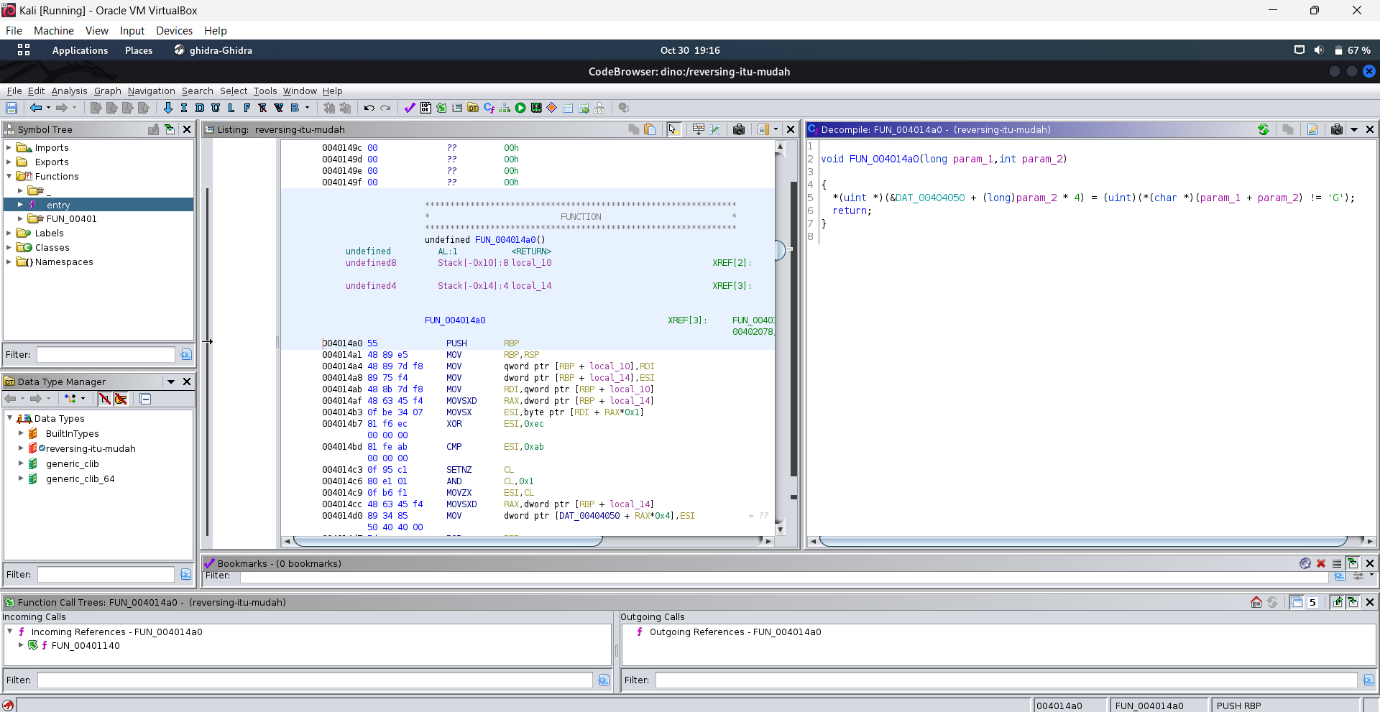 Kali [Running] - Oracle VM VirtualBox
File Machine View Input Devices Help
Applications Places ghidra-Ghidra Oct 30 19:16 67 %
CodeBrowser: dino:/reversing-itu-mudah
File Edit Analysis Graph Navigation Search Select Tools Window Help
Symbol Tree
Imports
Exports
Functions
_
entry
FUN_00401
Labels
Classes
Namespaces
Filter:
Data Type Manager
Data Types
BuiltInTypes
reversing-itu-mudah
generic_clib
generic_clib_64
Filter:
Listing: reversing-itu-mudah
0040149c 00 ?? 00h
0040149d 00 ?? 00h
0040149e 00 ?? 00h
0040149f 00 ?? 00h
* FUNCTION *
undefined FUN_004014a0()
undefined AL:1 <RETURN>
undefined8 Stack[-0x10]:8 local_10 XREF[2]:
undefined4 Stack[-0x14]:4 local_14 XREF[3]:
FUN_004014a0 XREF[3]:
00402078,
004014a0 55 PUSH RBP
004014a1 48 89 e5 MOV RBP,RSP
004014a4 48 89 7d f8 MOV qword ptr [RBP + local_10],RDI
004014a8 89 75 f4 MOV dword ptr [RBP + local_14],ESI
004014ab 48 8b 7d f8 MOV RDI,qword ptr [RBP + local_10]
004014af 48 63 45 f4 MOVSXD RAX,dword ptr [RBP + local_14]
004014b3 0f be 34 07 MOVSX ESI,byte ptr [RDI + RAX*0x1]
004014b7 81 f6 ec XOR ESI,0xec
00 00 00
004014bd 81 fe ab CMP ESI,0xab
00 00 00
004014c3 0f 95 c1 SETNZ CL
004014c6 80 e1 01 AND CL,0x1
004014c9 0f b6 f1 MOVZX ESI,CL
004014cc 48 63 45 f4 MOVSXD RAX,dword ptr [RBP + local_14]
004014d0 89 34 85 MOV dword ptr [DAT_00404050 + RAX*0x4],ESI = ??
50 40 40 00
Decompile: FUN_004014a0 - (reversing-itu-mudah)
1
2 void FUN_004014a0(long param_1,int param_2)
3
4 {
5 *(uint *)(&DAT_00404050 + (long)param_2 * 4) = (uint)(*(char *)(param_1 + param_2) != 'G');
6 return;
7 }
8
Bookmarks - (0 bookmarks)
Filter:
Function Call Trees: FUN_004014a0 - (reversing-itu-mudah)
5
Incoming Calls
Incoming References - FUN_004014a0
FUN_00401140
Filter:
Outgoing Calls
Outgoing References - FUN_004014a0
Filter:
004014a0 FUN_004014a0 PUSH RBP